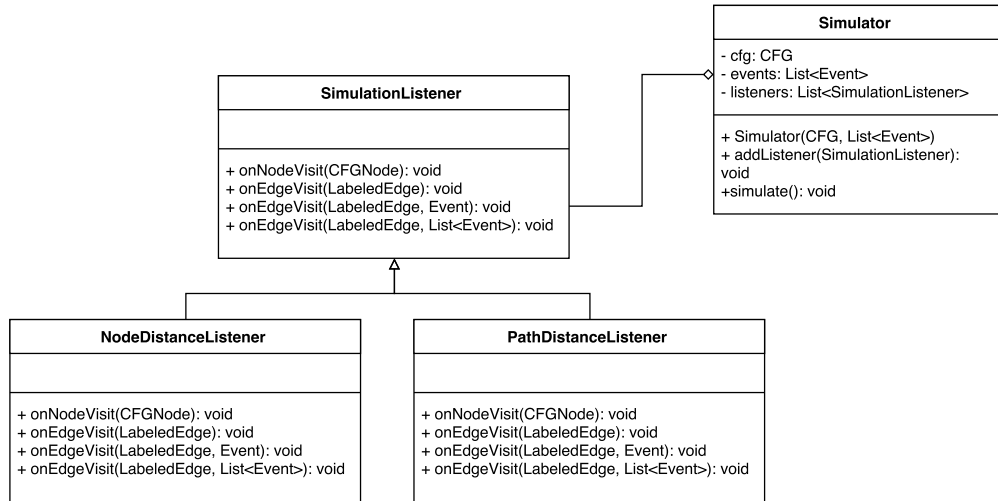 Simulator
- cfg: CFG
- events: List<Event>
- listeners: List<SimulationListener>
+ Simulator(CFG, List<Event>)
+ addListener(SimulationListener):
void
+simulate(): void
SimulationListener
+ onNodeVisit(CFGNode): void
+ onEdgeVisit(LabeledEdge): void
+ onEdgeVisit(LabeledEdge, Event): void
+ onEdgeVisit(LabeledEdge, List<Event>): void
NodeDistanceListener
+ onNodeVisit(CFGNode): void
+ onEdgeVisit(LabeledEdge): void
+ onEdgeVisit(LabeledEdge, Event): void
+ onEdgeVisit(LabeledEdge, List<Event>): void
PathDistanceListener
+ onNodeVisit(CFGNode): void
+ onEdgeVisit(LabeledEdge): void
+ onEdgeVisit(LabeledEdge, Event): void
+ onEdgeVisit(LabeledEdge, List<Event>): void